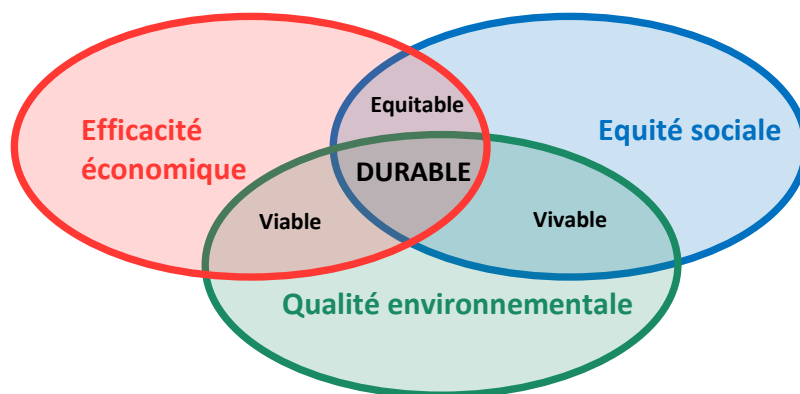 Equitable
Efficacité
économique
Equité sociale
DURABLE
Viable
Vivable
Qualité environnementale